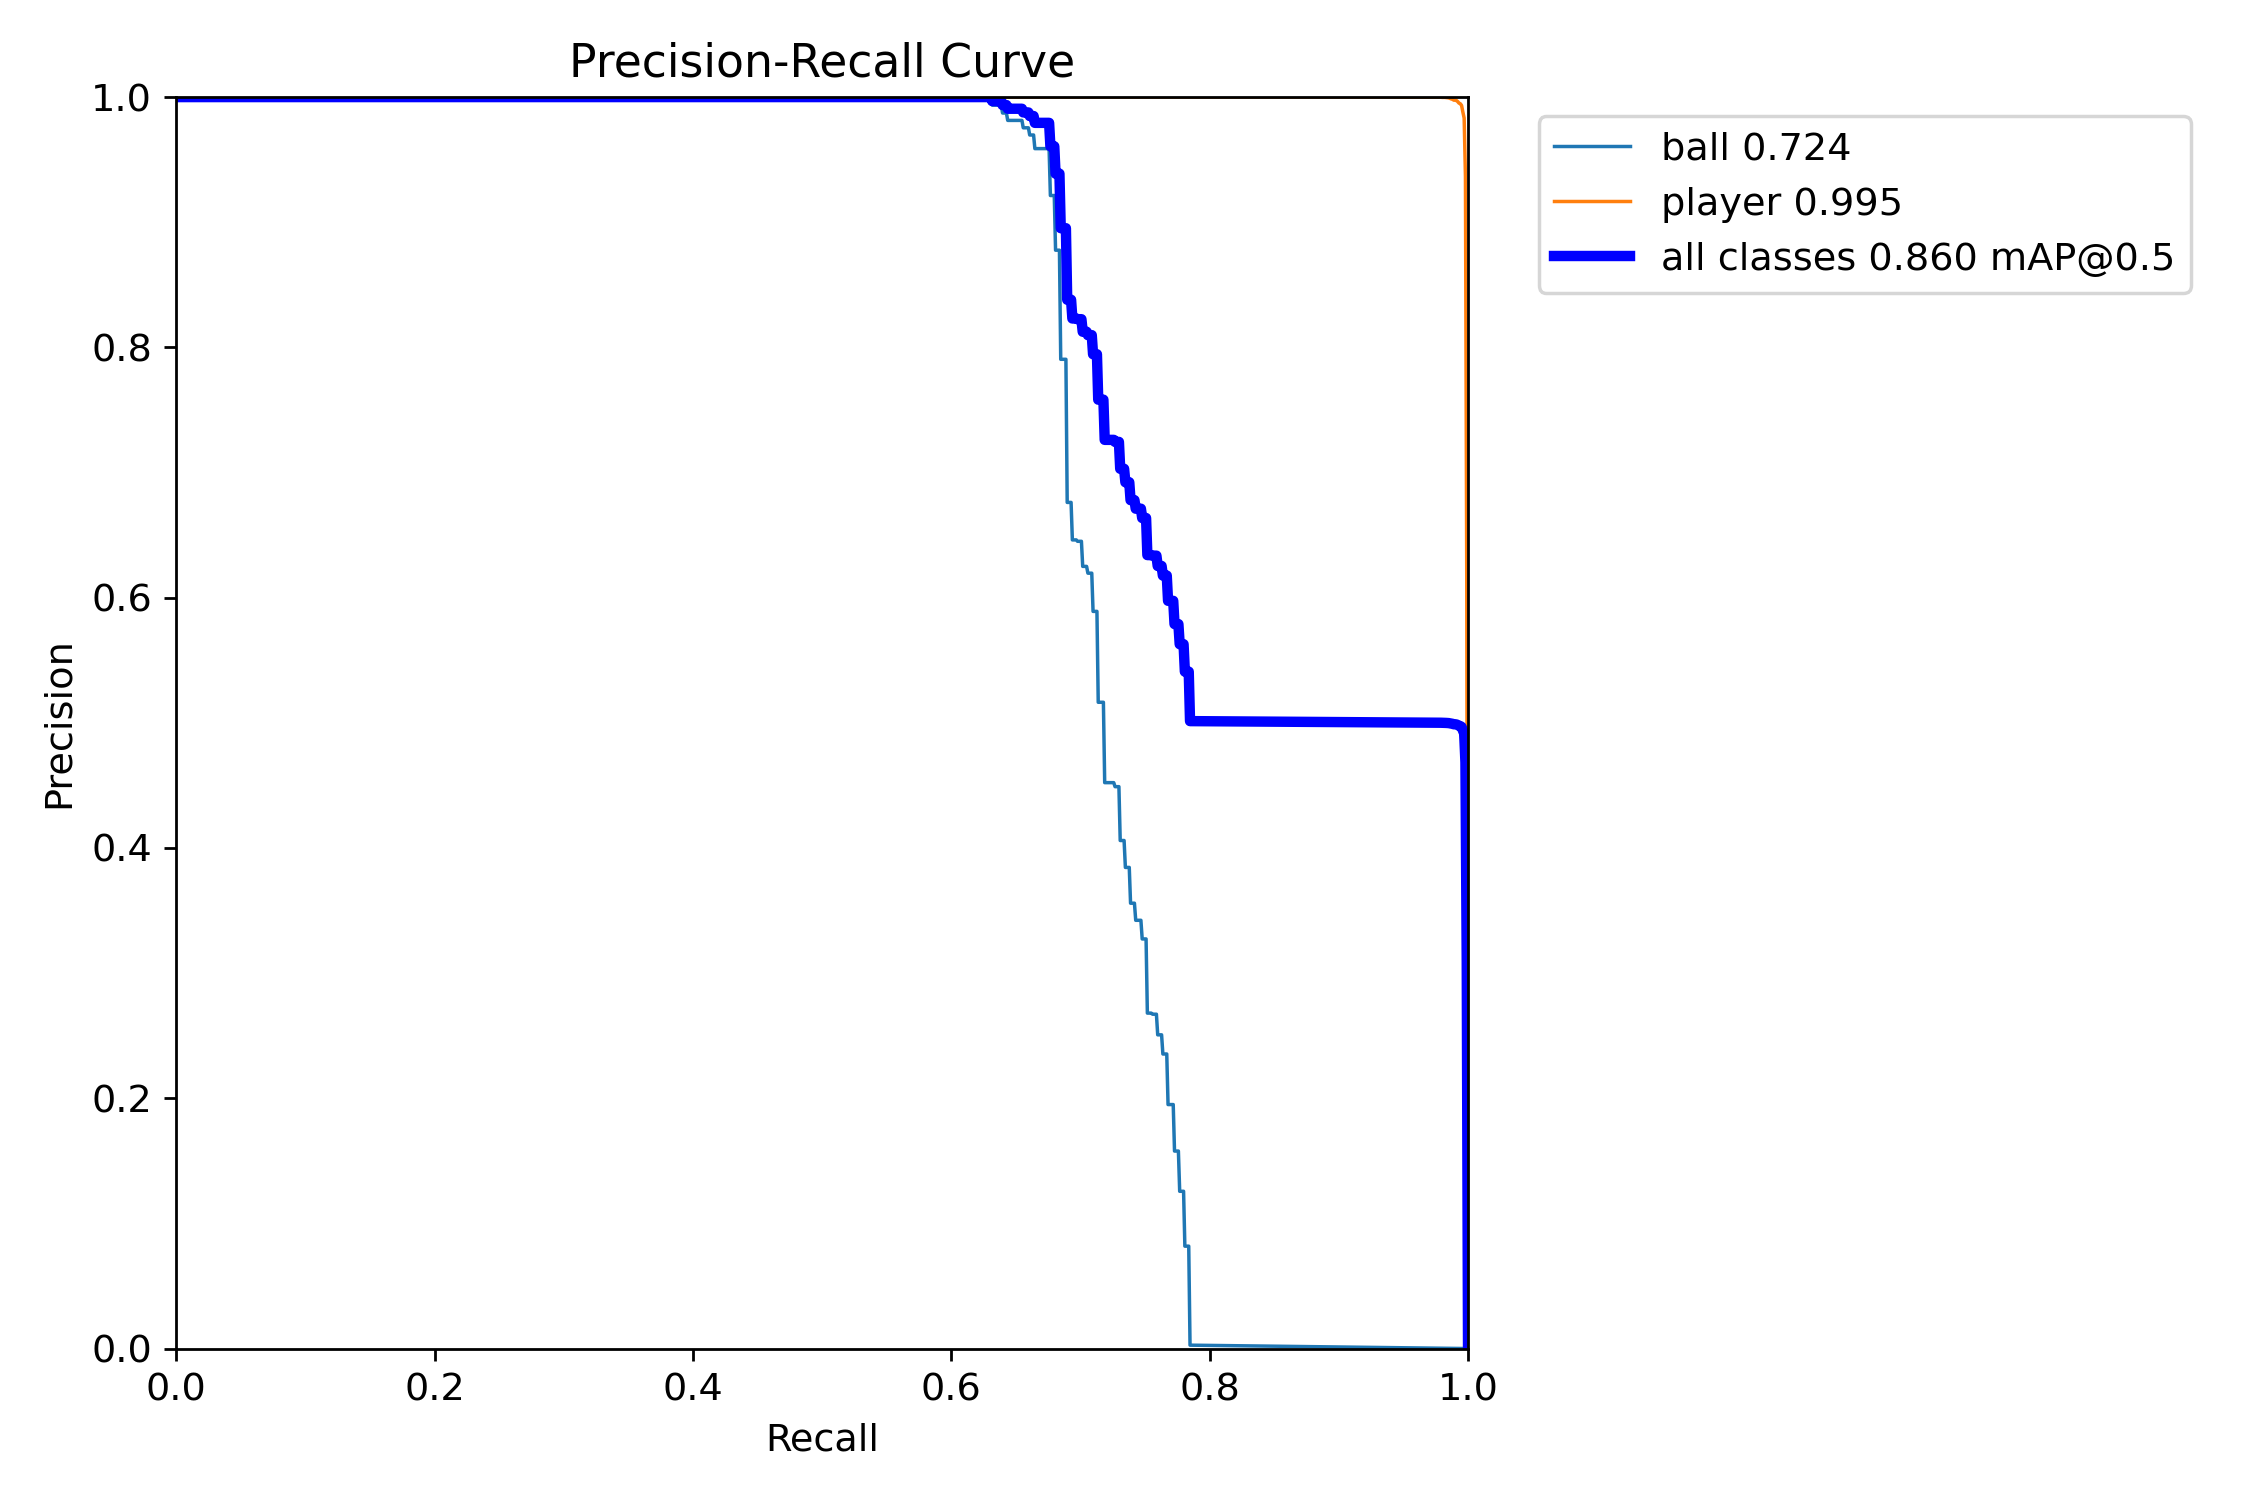 Precision-Recall Curve
1.0
0.8
0.6
0.4
0.2
0.0
Precision
0.0 0.2 0.4 0.6 0.8 1.0
Recall
ball 0.724
player 0.995
all classes 0.860 mAP@0.5